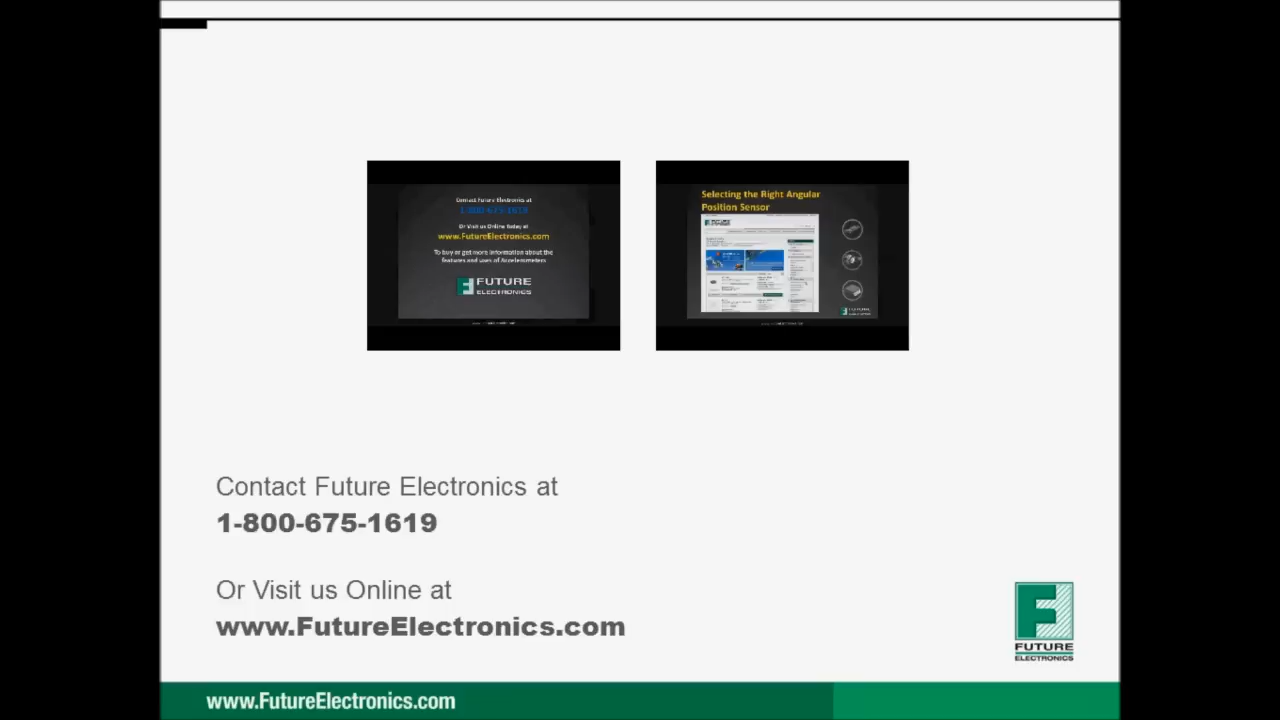 Contact Future Electronics at
1-800-675-1619
Or Visit us Online Today at
www.FutureElectronics.com
To buy or get more information about the
features and uses of Accelerometers
FUTURE
ELECTRONICS
Selecting the Right Angular
Position Sensor
Contact Future Electronics at
1-800-675-1619
Or Visit us Online at
www.FutureElectronics.com
FUTURE
ELECTRONICS
www.FutureElectronics.com